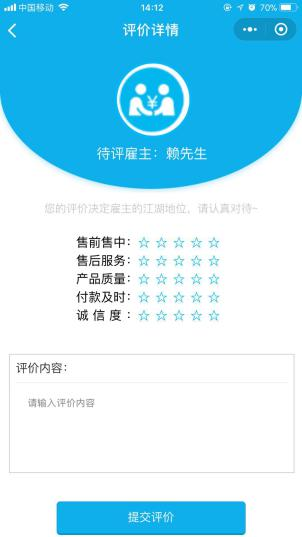 中国移动
14:12
70%
评价详情
待评雇主：赖先生
您的评价决定雇主的江湖地位，请认真对待~
售前售中：☆ ☆ ☆ ☆ ☆
售后服务：☆ ☆ ☆ ☆ ☆
产品质量：☆ ☆ ☆ ☆ ☆
付款及时：☆ ☆ ☆ ☆ ☆
诚 信 度 ：☆ ☆ ☆ ☆ ☆
评价内容：
请输入评价内容
提交评价